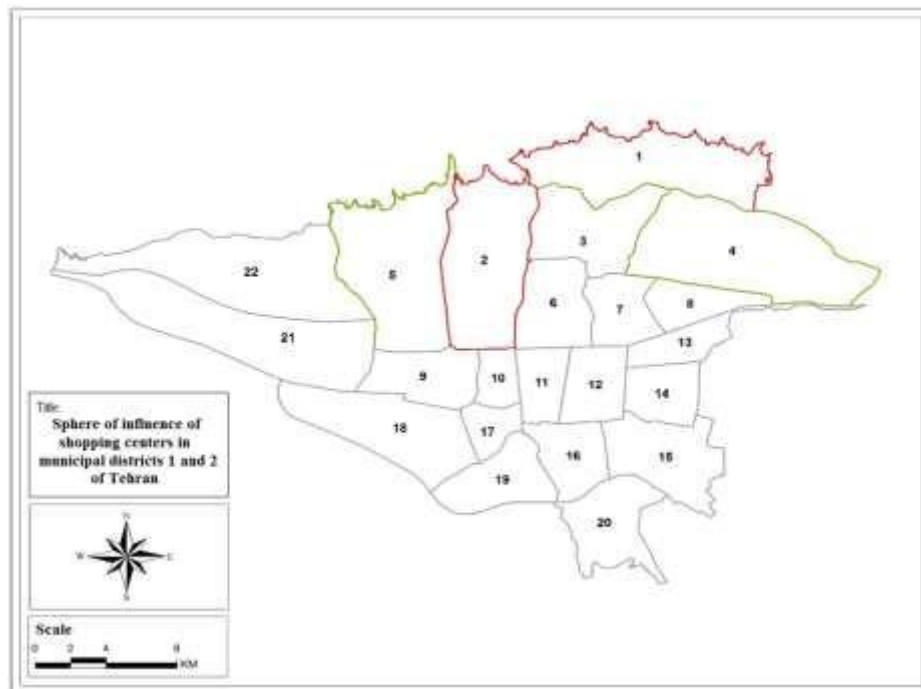 1
2
3
4
5
22
6
7
8
21
13
9
10
11
12
14
18
17
16
15
19
20
Title:
Sphere of influence of
shopping centers in
municipal districts 1 and 2
of Tehran
N
W E
S
Scale
0 2 4 8
KM